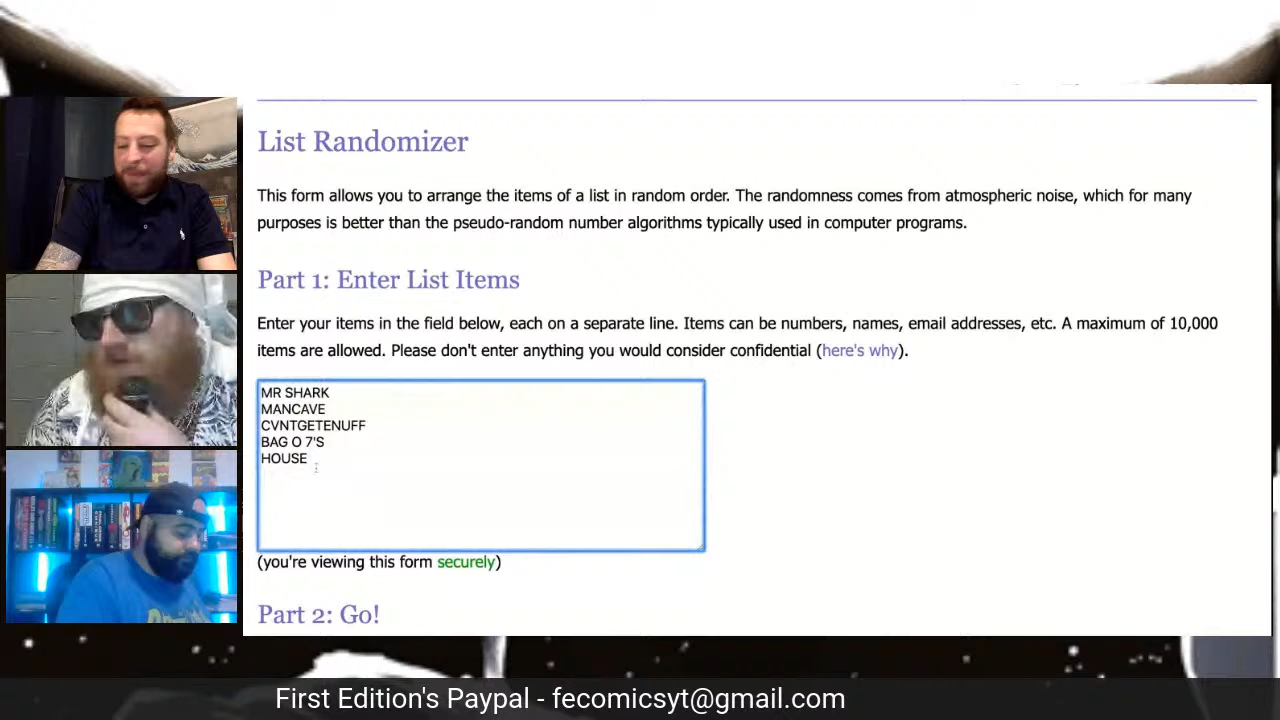 List Randomizer
This form allows you to arrange the items of a list in random order. The randomness comes from atmospheric noise, which for many
purposes is better than the pseudo-random number algorithms typically used in computer programs.
Part 1: Enter List Items
Enter your items in the field below, each on a separate line. Items can be numbers, names, email addresses, etc. A maximum of 10,000
items are allowed. Please don't enter anything you would consider confidential (here's why).
MR SHARK
MANCAVE
CVNTGETENUFF
BAG O 7'S
HOUSE
(you're viewing this form securely)
Part 2: Go!
First Edition's Paypal - fecomicsyt@gmail.com